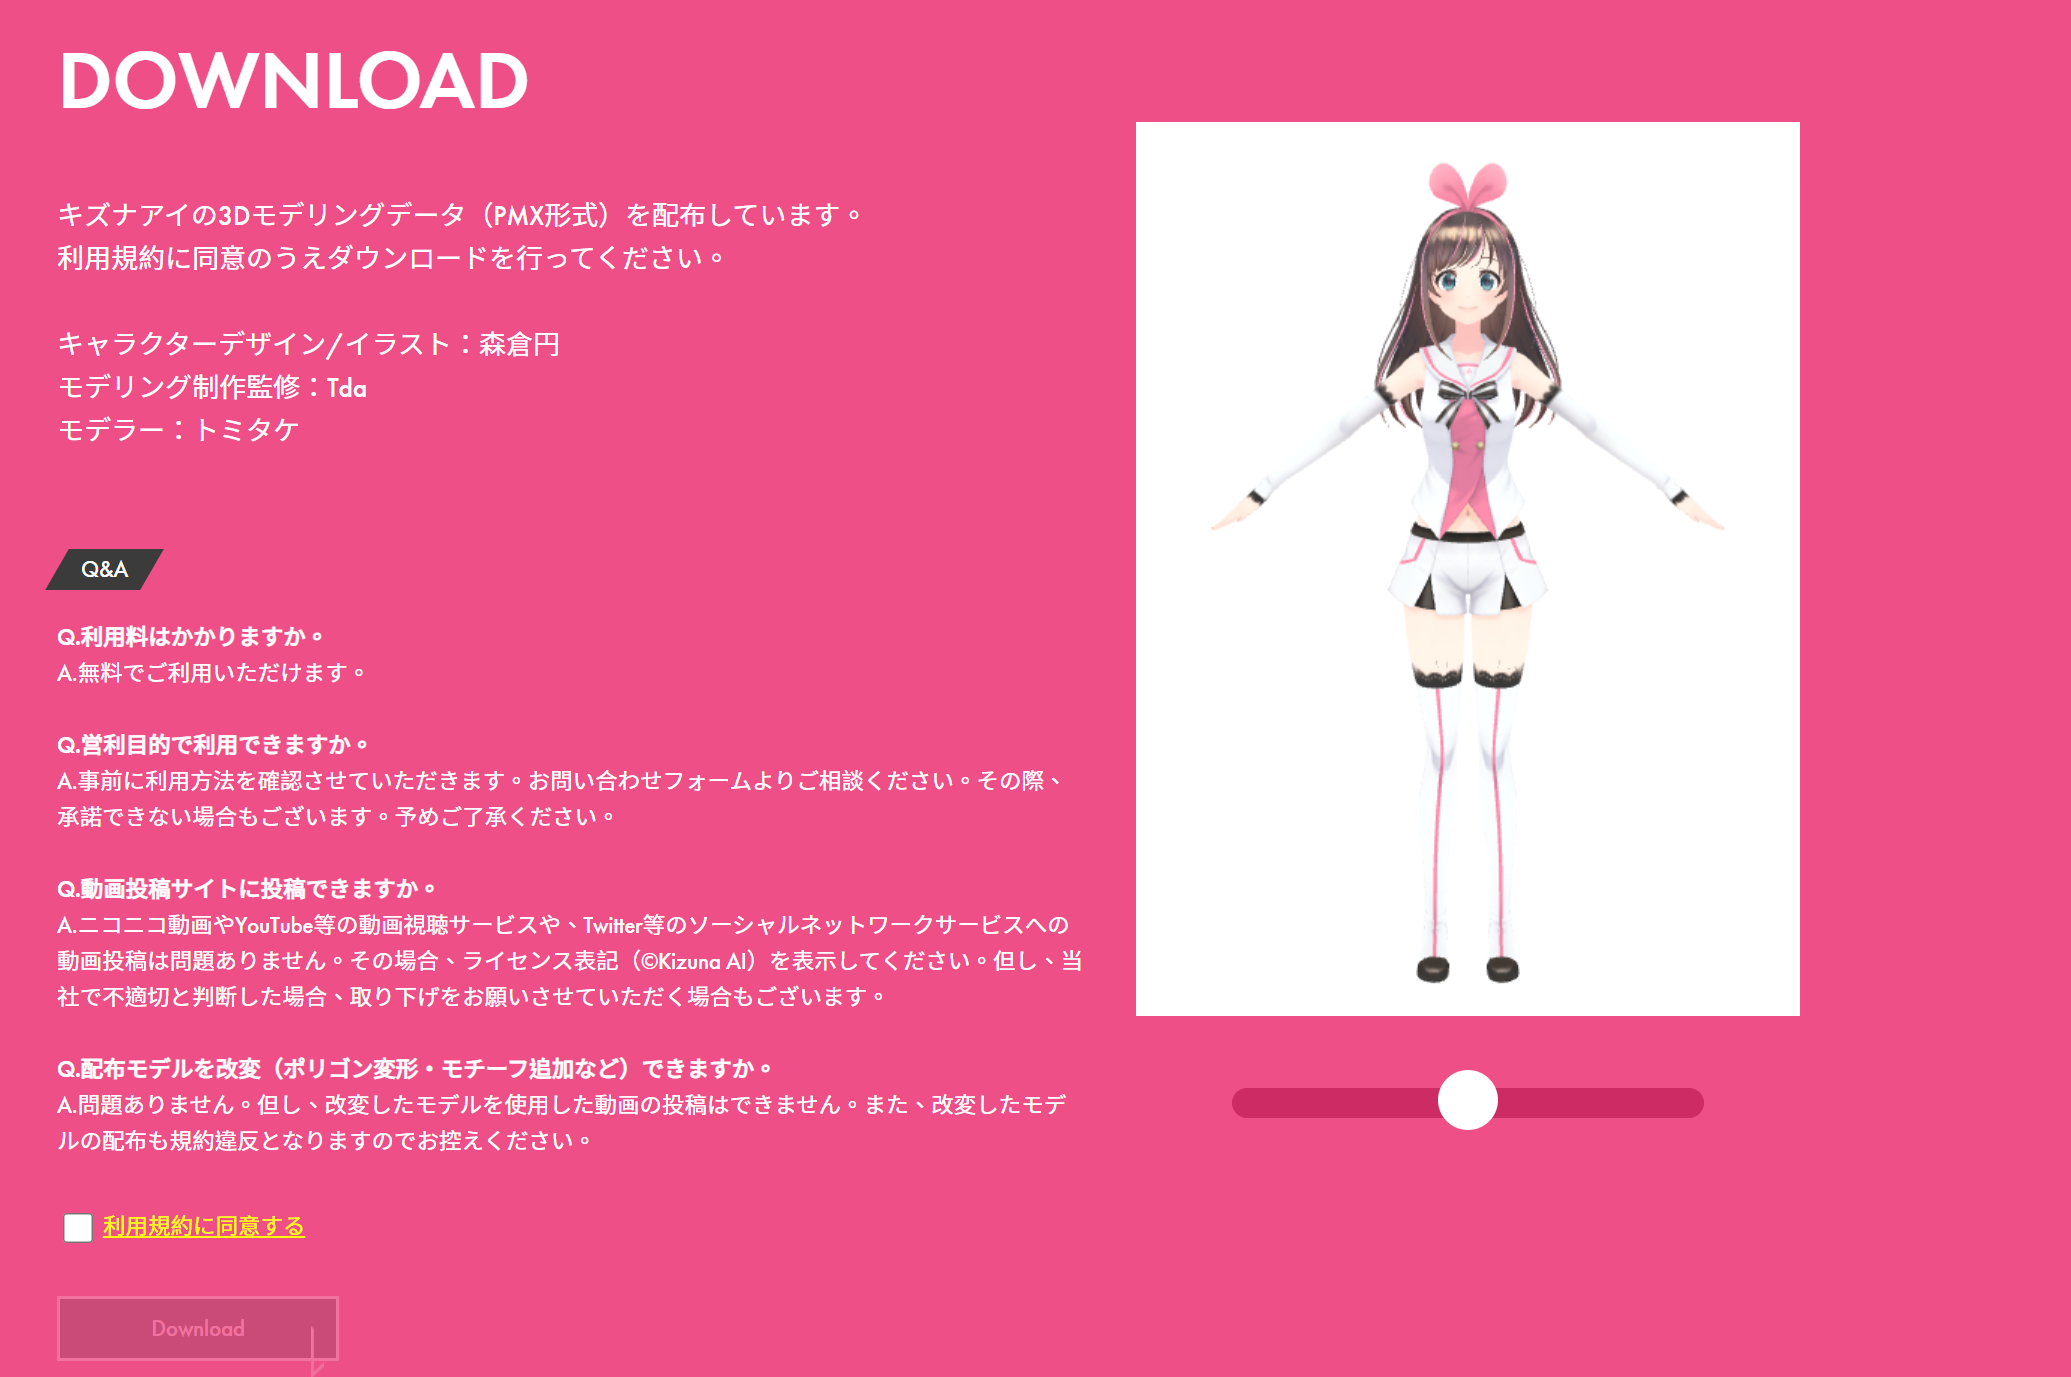 DOWNLOAD
キズナアイの3Dモデリングデータ（PMX形式）を配布しています。
利用規約に同意のうえダウンロードを行ってください。
キャラクターデザイン/イラスト：森倉円
モデリング制作監修：Tda
モデラー：トミタケ
Q&A
Q.利用料はかかりますか。
A.無料でご利用いただけます。
Q.営利目的で利用できますか。
A.事前に利用方法を確認させていただきます。お問い合わせフォームよりご相談ください。その際、
承諾できない場合もございます。予めご了承ください。
Q.動画投稿サイトに投稿できますか。
A.ニコニコ動画やYouTube等の動画視聴サービスや、Twitter等のソーシャルネットワークサービスへの
動画投稿は問題ありません。その場合、ライセンス表記（©Kizuna AI）を表示してください。但し、当
社で不適切と判断した場合、取り下げをお願いさせていただく場合もございます。
Q.配布モデルを改変（ポリゴン変形・モチーフ追加など）できますか。
A.問題ありません。但し、改変したモデルを使用した動画の投稿はできません。また、改変したモデ
ルの配布も規約違反となりますのでお控えください。
利用規約に同意する
Download